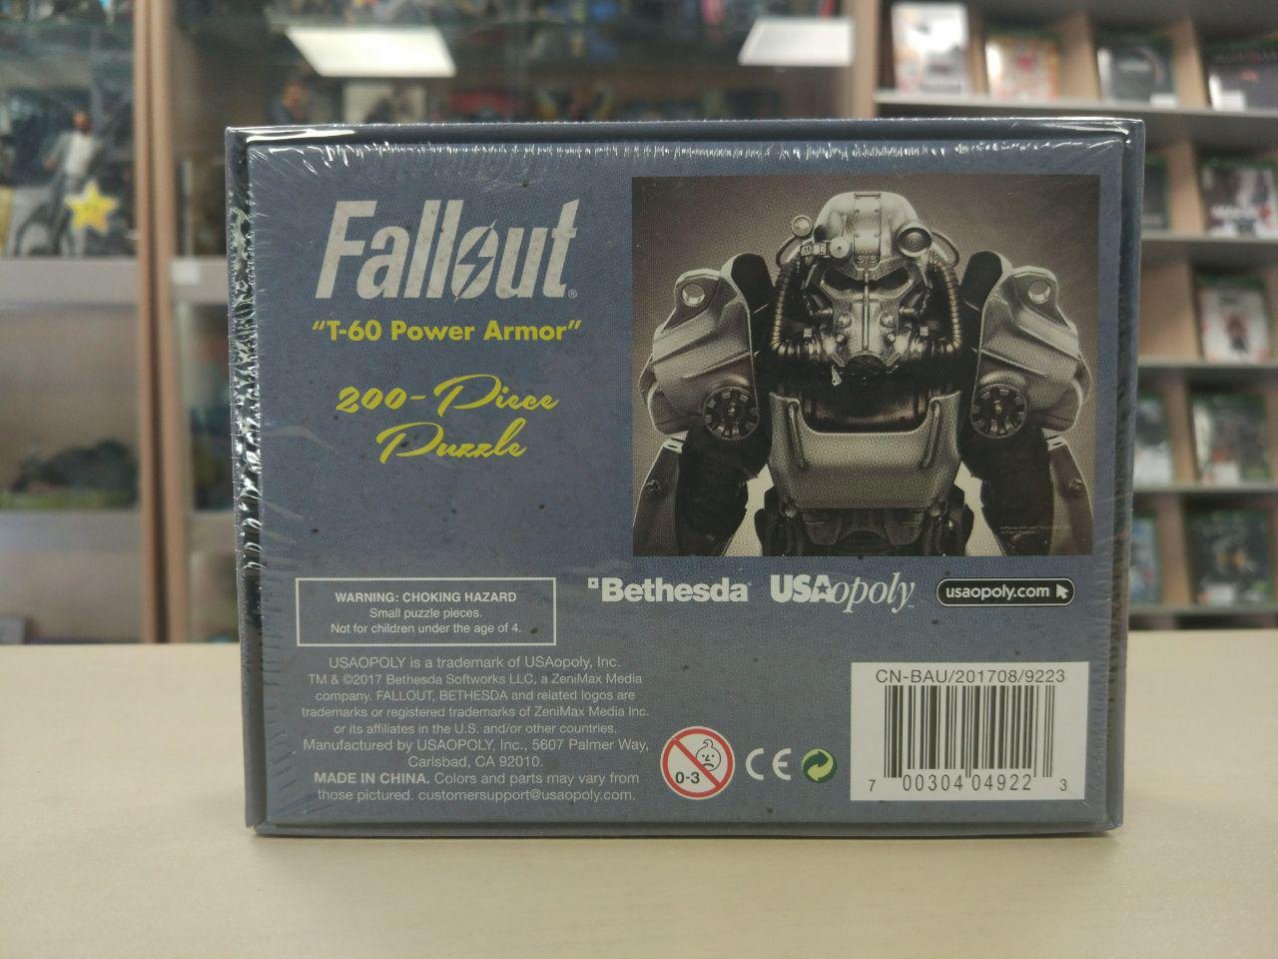 Fallout®
"T-60 Power Armor"
200-Piece
Puzzle
WARNING: CHOKING HAZARD
Small puzzle pieces.
Not for children under the age of 4.
Bethesda
USAopoly™
usaopoly.com
USAOPOLY is a trademark of USAopoly, Inc.
TM & ©2017 Bethesda Softworks LLC, a ZeniMax Media
company. FALLOUT, BETHESDA and related logos are
trademarks or registered trademarks of ZeniMax Media Inc.
or its affiliates in the U.S. and/or other countries.
Manufactured by USAOPOLY, Inc., 5607 Palmer Way,
Carlsbad, CA 92010.
MADE IN CHINA. Colors and parts may vary from
those pictured. customersupport@usaopoly.com.
0-3
CE
CN-BAU/201708/9223
7 00304 04922 3